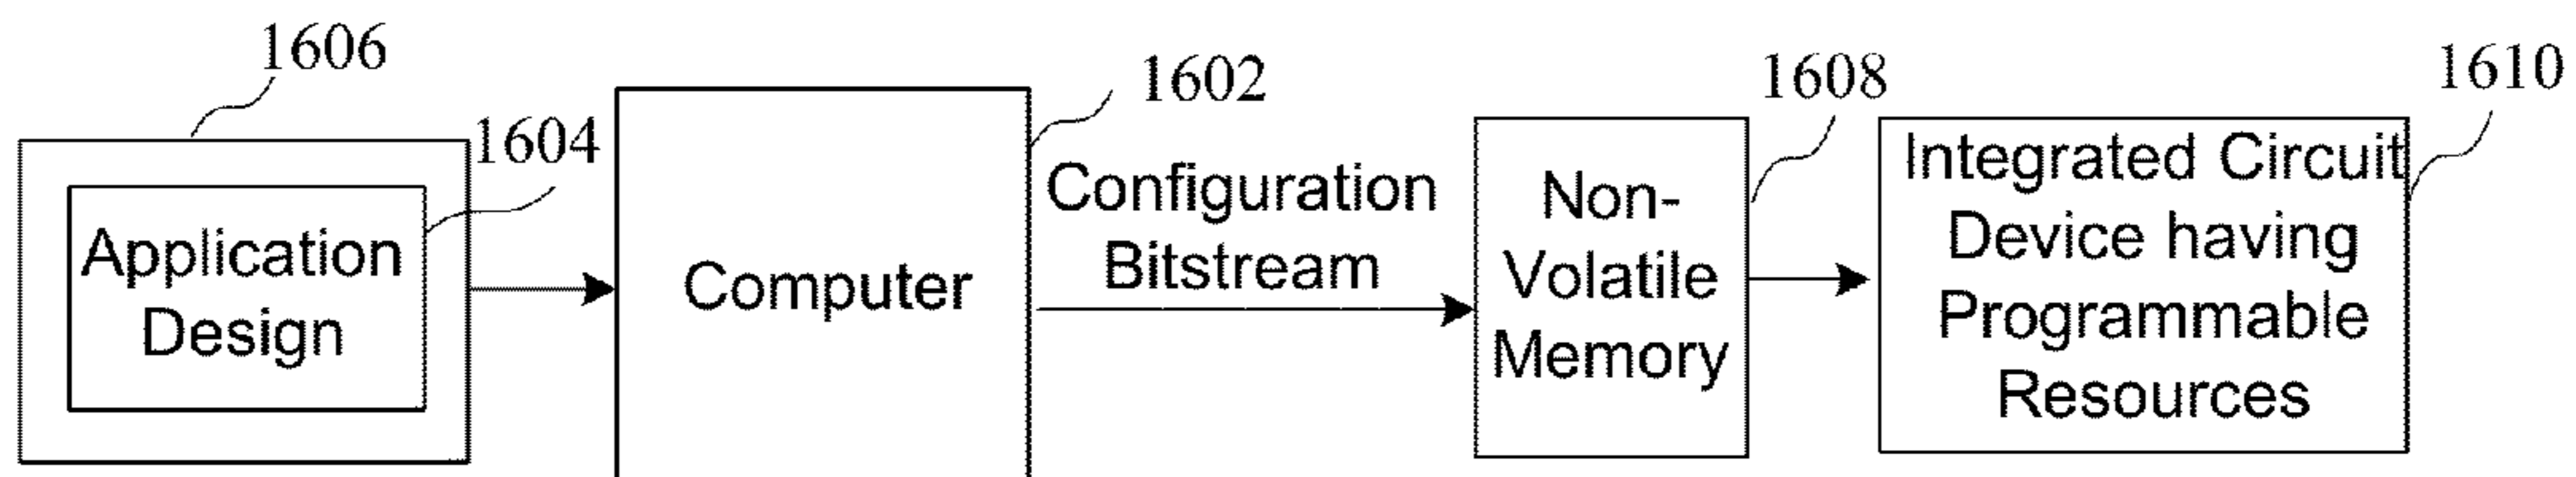 1606
1604
Application
Design
1602
Computer
Configuration
Bitstream
1608
Non-
Volatile
Memory
1610
Integrated Circuit
Device having
Programmable
Resources